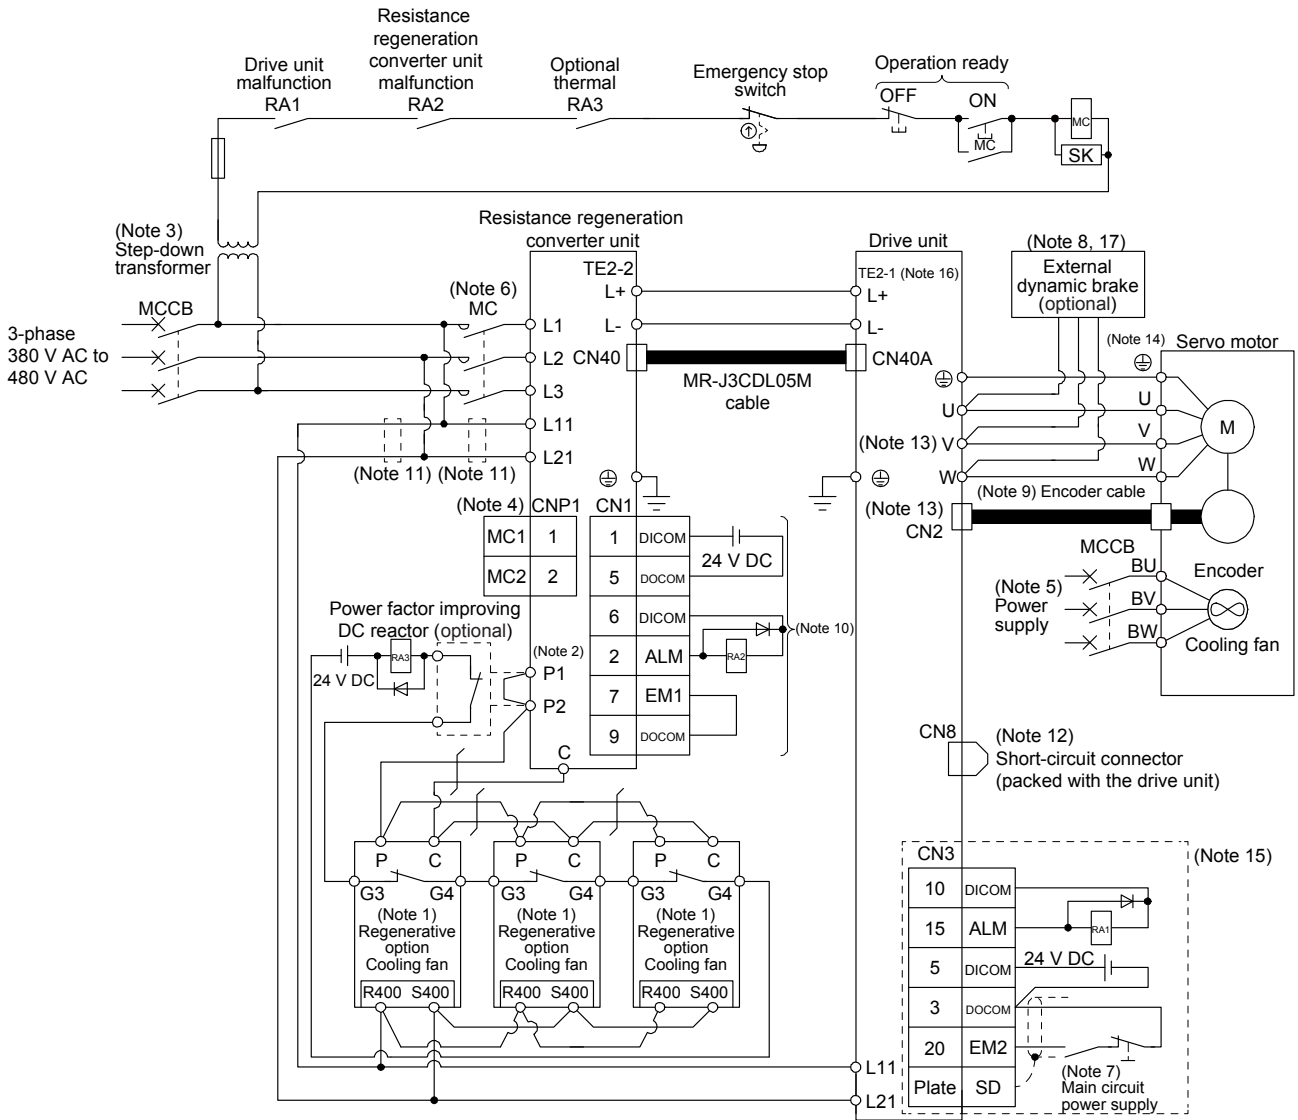 Resistance
regeneration
converter unit
malfunction
RA2
Drive unit
malfunction
RA1
Optional
thermal
RA3
Emergency stop
switch
Operation ready
OFF
ON
MC
MC
SK
(Note 3)
Step-down
transformer
MCCB
3-phase
380 V AC to
480 V AC
(Note 6)
MC
Resistance regeneration
converter unit
TE2-2
L+
L-
CN40
L1
L2
L3
L11
L21
(Note 11)
(Note 11)
MR-J3CDL05M
cable
Drive unit
TE2-1 (Note 16)
L+
L-
CN40A
U
(Note 13) V
W
(Note 13)
CN2
(Note 8, 17)
External
dynamic brake
(optional)
(Note 14)
Servo motor
U
V
W
M
(Note 9) Encoder cable
MCCB
(Note 5)
Power
supply
BU
BV
BW
Encoder
Cooling fan
(Note 4) CNP1
MC1 1
MC2 2
CN1
1 DICOM
5 DOCOM
6 DICOM
2 ALM
7 EM1
9 DOCOM
24 V DC
RA2
(Note 10)
Power factor improving
DC reactor (optional)
RA3
24 V DC
(Note 2)
P1
P2
C
CN8
(Note 12)
Short-circuit connector
(packed with the drive unit)
P C
G3 G4
(Note 1)
Regenerative
option
Cooling fan
R400 S400
P C
G3 G4
(Note 1)
Regenerative
option
Cooling fan
R400 S400
P C
G3 G4
(Note 1)
Regenerative
option
Cooling fan
R400 S400
L11
L21
CN3
(Note 15)
10 DICOM
15 ALM
5 DICOM
3 DOCOM
20 EM2
Plate SD
RA1
24 V DC
(Note 7)
Main circuit
power supply